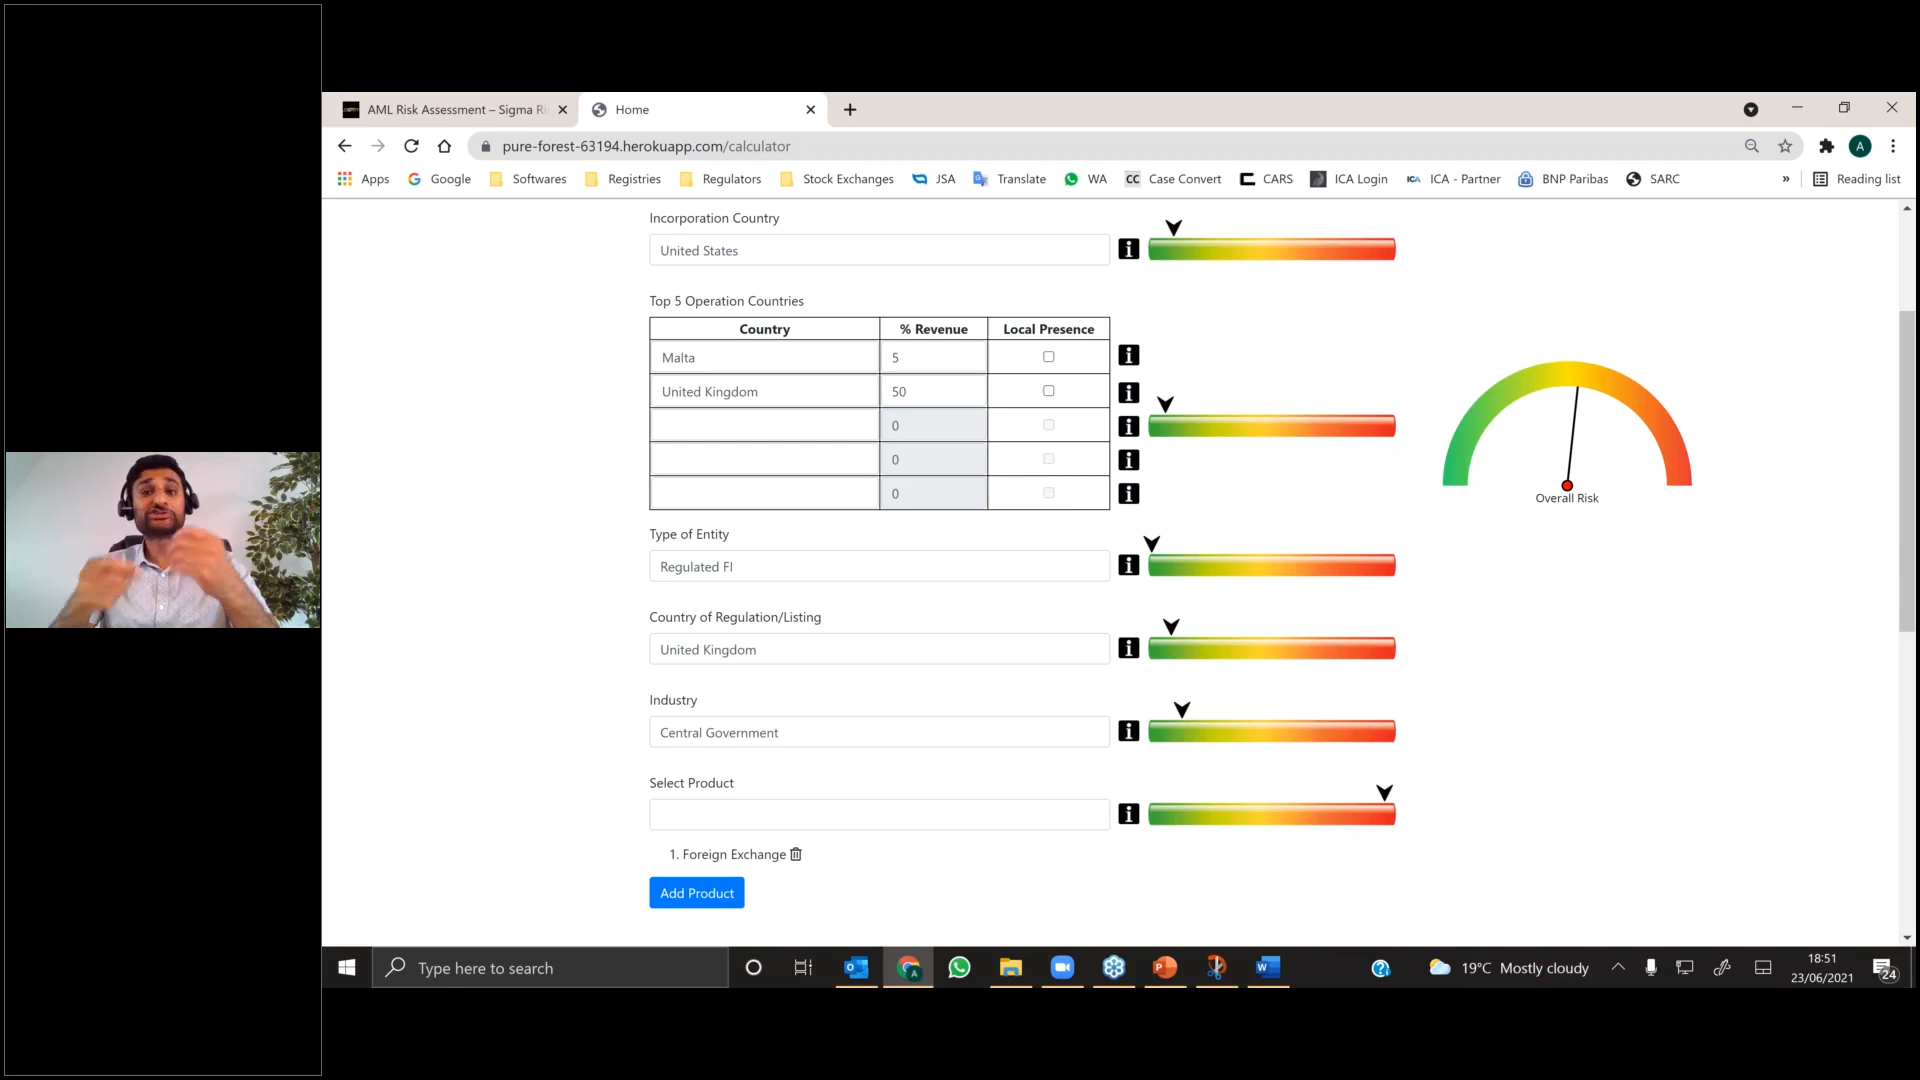 AML Risk Assessment – Sigma Ri
Home
pure-forest-63194.herokuapp.com/calculator
A
Apps Google Softwares Registries Regulators Stock Exchanges JSA Translate WA CC Case Convert CARS ICA Login ICA ICA - Partner BNP Paribas SARC » Reading list
Incorporation Country
United States
Top 5 Operation Countries
Country % Revenue Local Presence
Malta 5
United Kingdom 50
0
0
0
Overall Risk
Type of Entity
Regulated FI
Country of Regulation/Listing
United Kingdom
Industry
Central Government
Select Product
1. Foreign Exchange
Add Product
Type here to search
19°C Mostly cloudy
18:51
23/06/2021
24